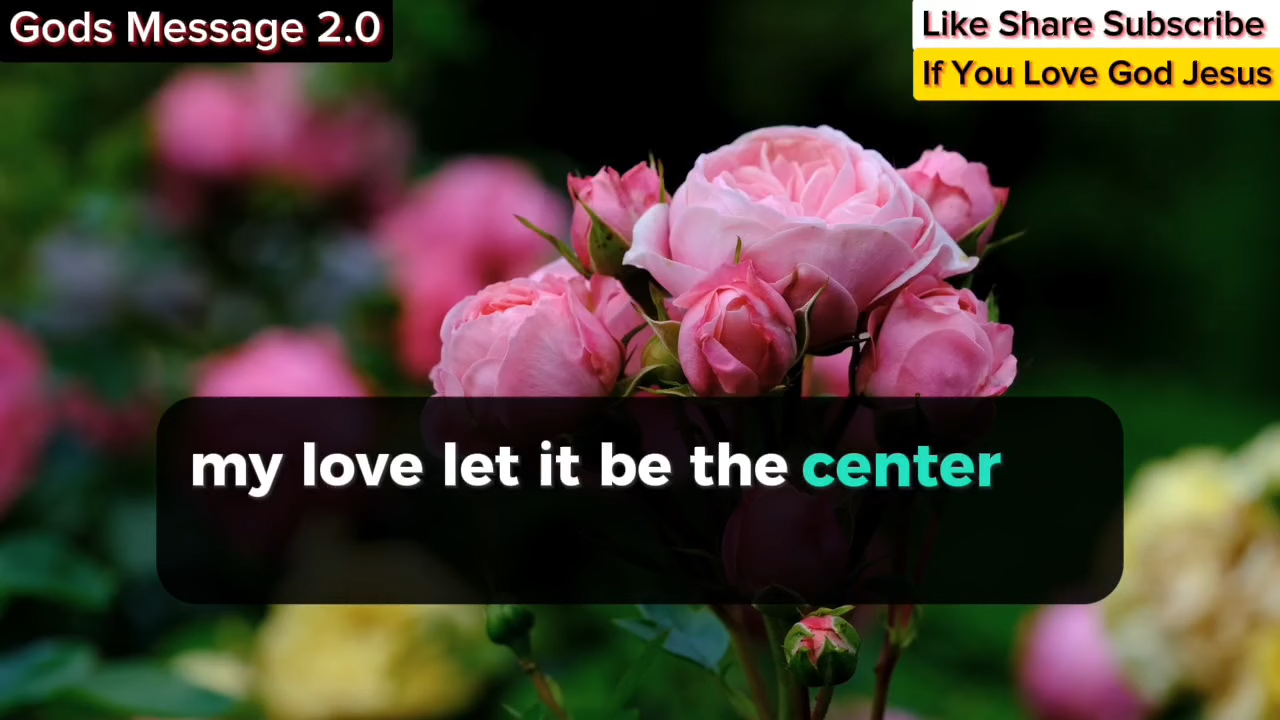 Gods Message 2.0
Like Share Subscribe
If You Love God Jesus
my love let it be the center